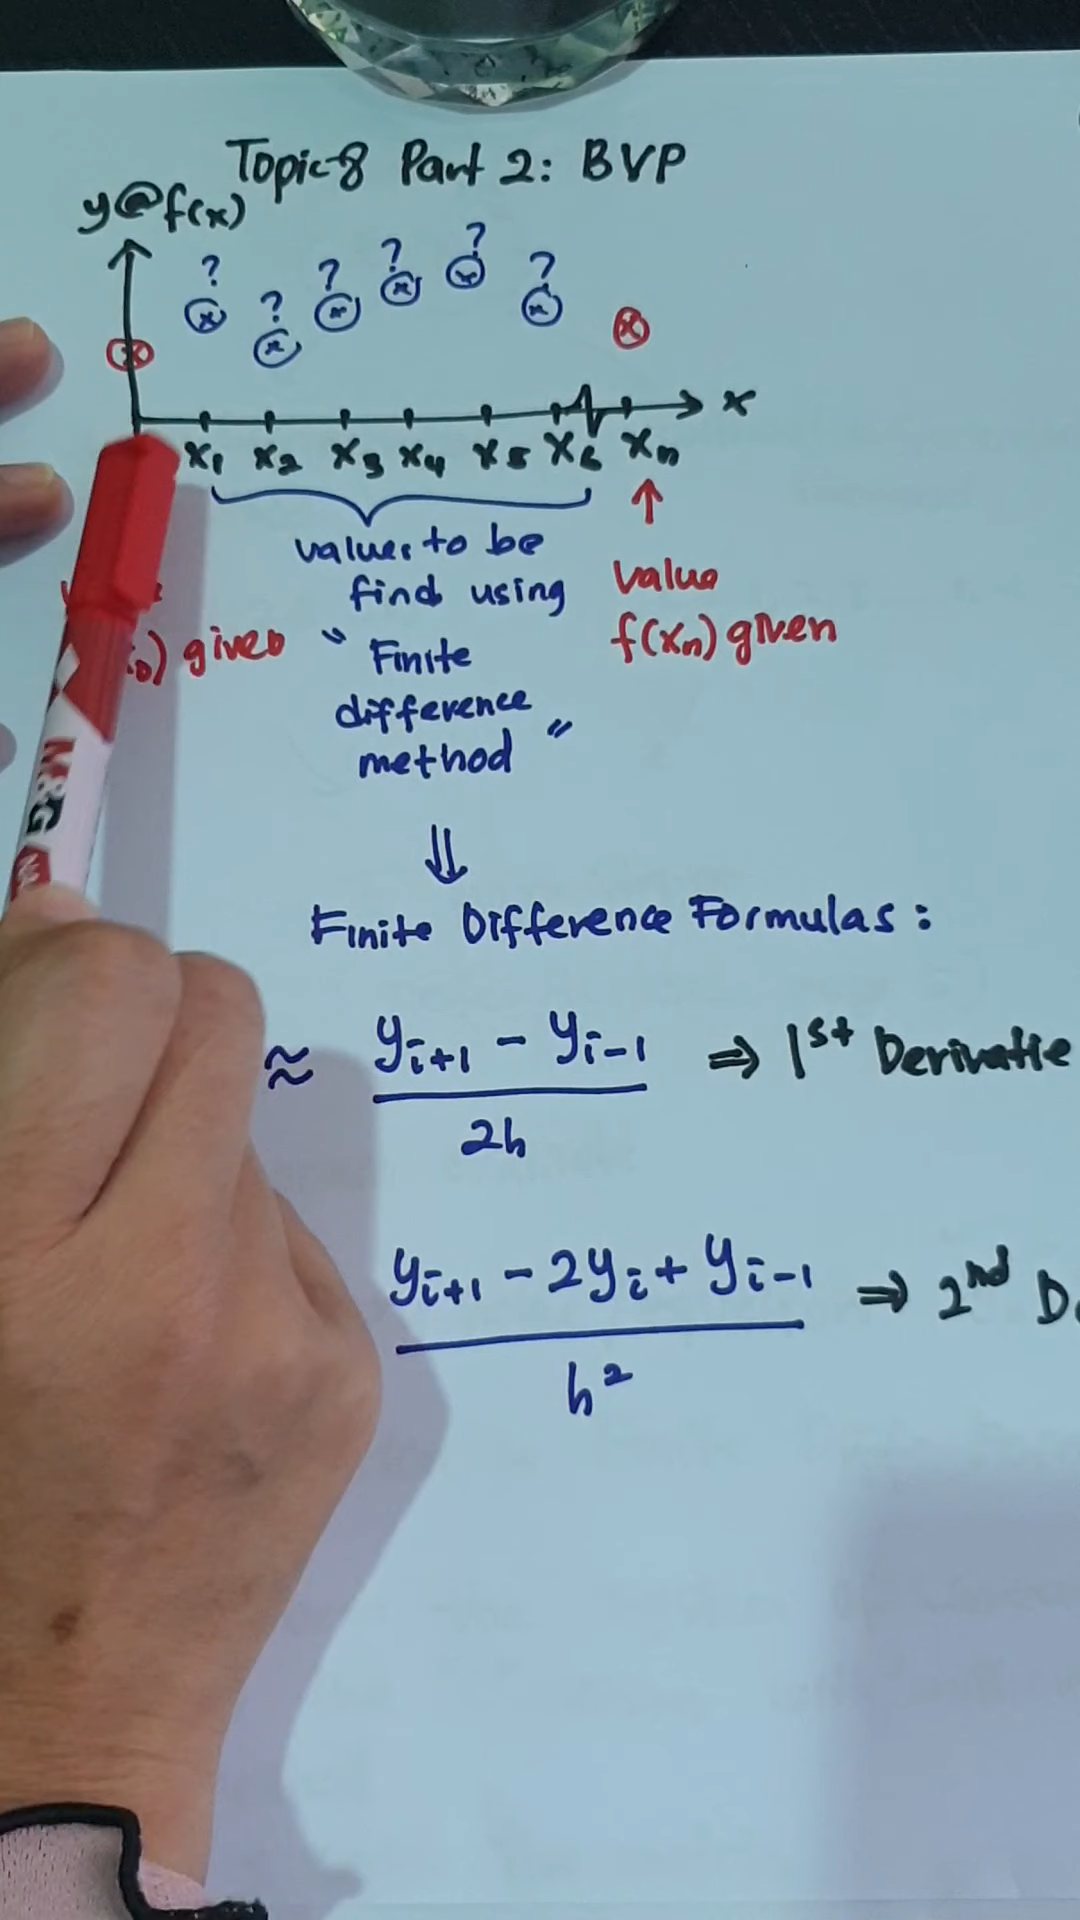 Topic 8 Part 2: BVP
y@f(x)
? ? ? ? ? ?
x
x₁ x₂ x₃ x₄ x₅ x₆ xₙ
values to be
find using
"Finite
difference
method"
given
value
f(xₙ) given
⇓
Finite Difference Formulas:
≈ yᵢ₊₁ - yᵢ₋₁ ⇒ 1st Derivatie
2h
yᵢ₊₁ - 2yᵢ + yᵢ₋₁ ⇒ 2nd D
h²
M&G